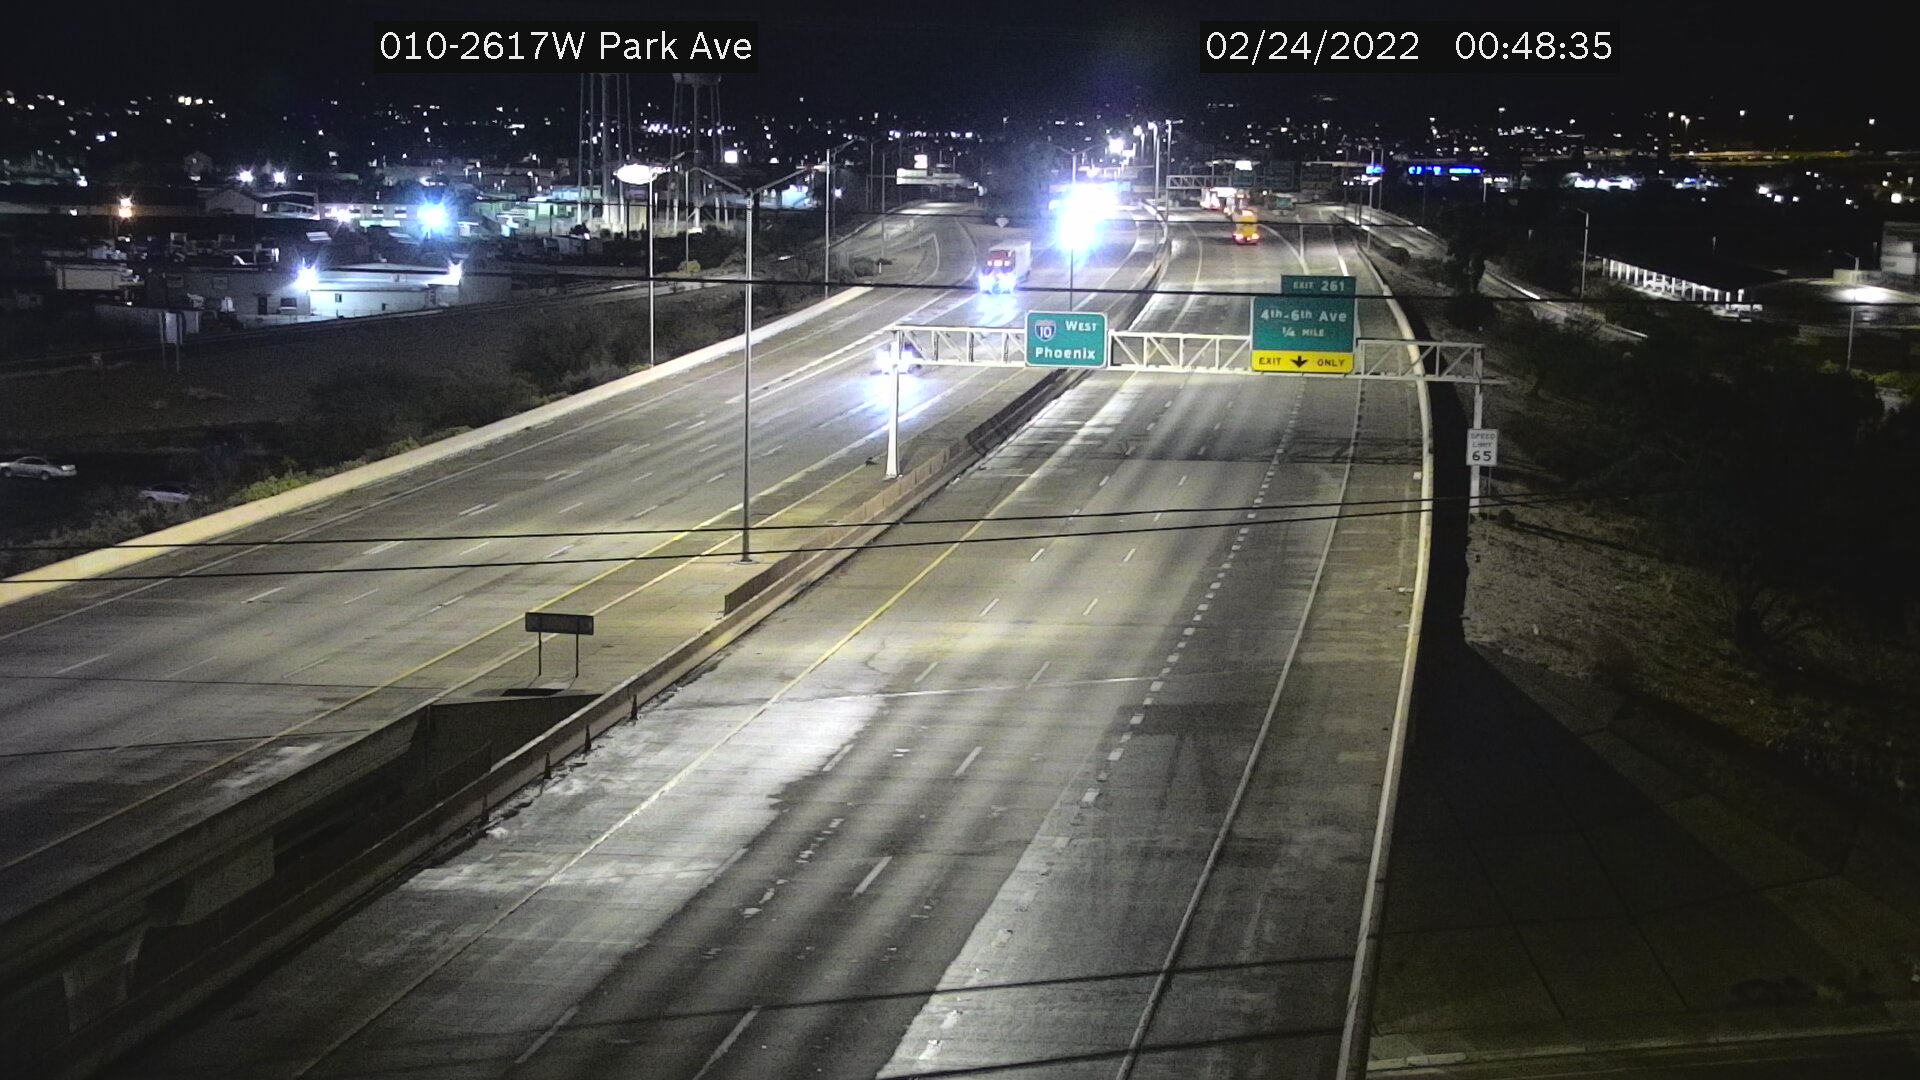 010-2617W Park Ave
02/24/2022 00:48:35
EXIT 261
4th-6th Ave
1/4 MILE
EXIT ONLY
10 WEST
Phoenix
SPEED
LIMIT
65